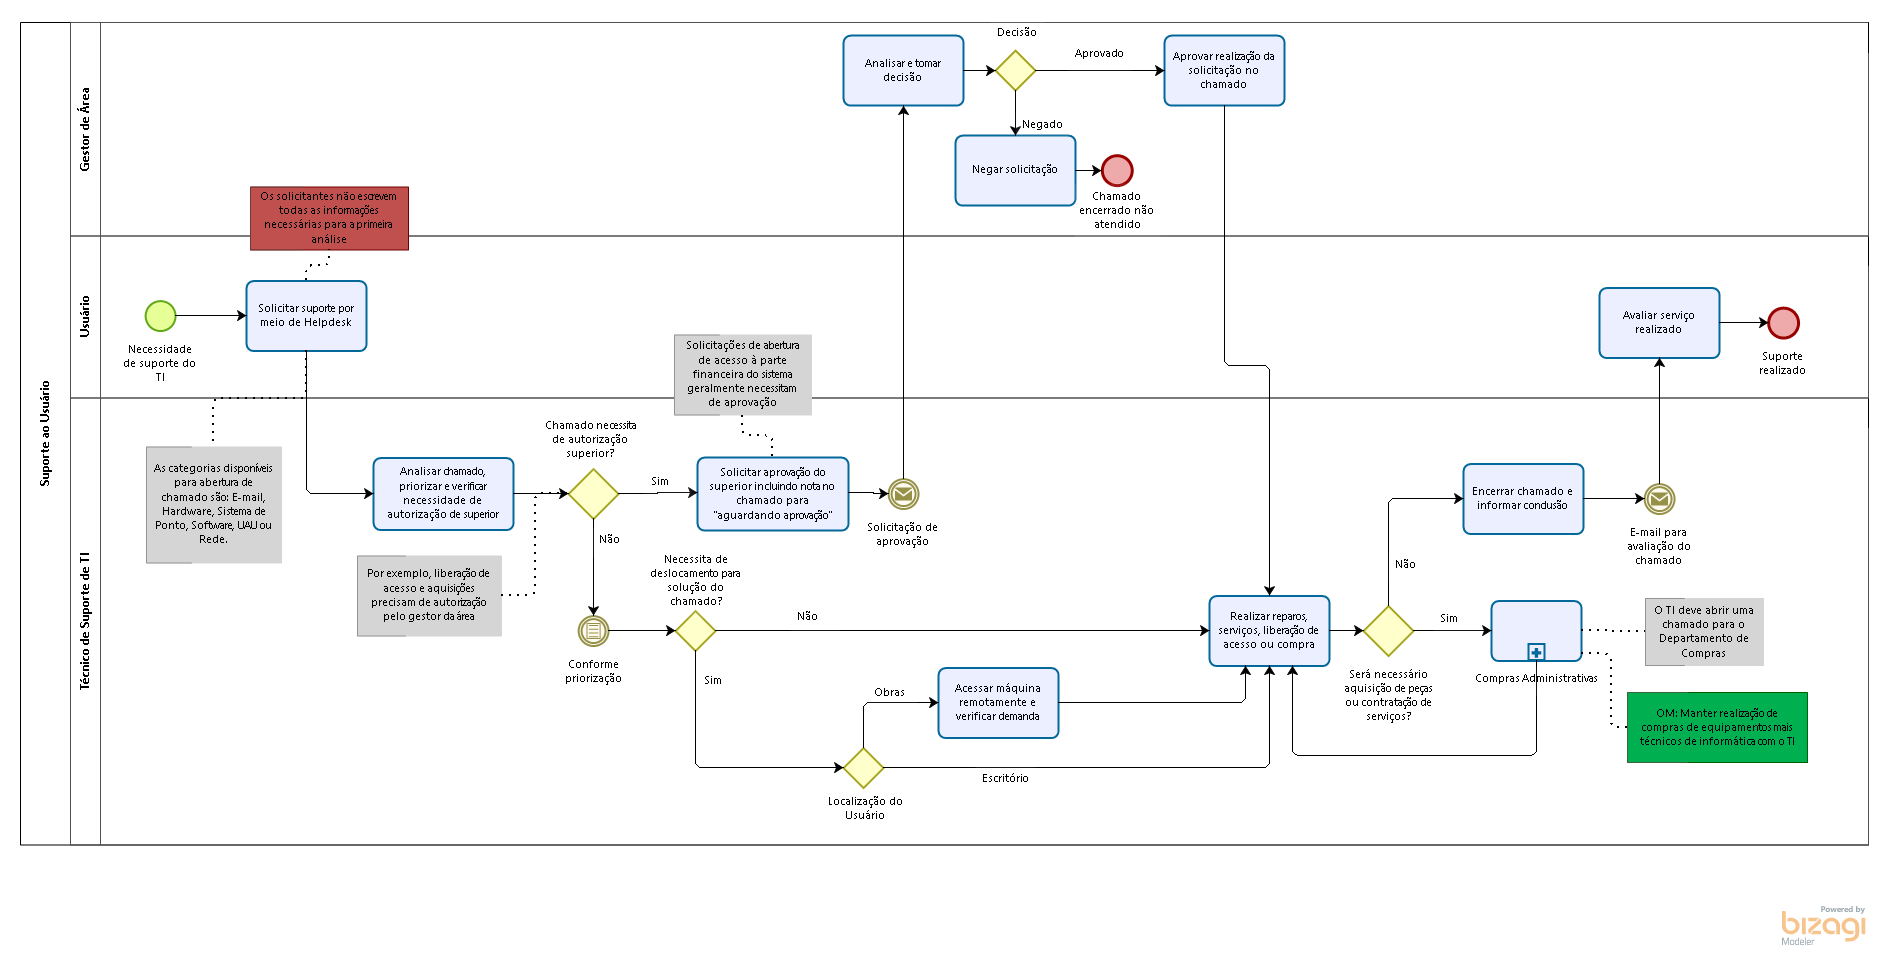 Suporte ao Usuário
Gestor de Área
Analisar e tomar
decisão
Decisão
Aprovado
Aprovar realização da
solicitação no
chamado
Negado
Negar solicitação
Chamado
encerrado não
atendido
Os solicitantes não escrevem
todas as informações
necessárias para a primeira
análise
Usuário
Necessidade
de suporte do
TI
Solicitar suporte por
meio de Helpdesk
Solicitações de abertura
de acesso à parte
financeira do sistema
geralmente necessitam
de aprovação
Avaliar serviço
realizado
Suporte
realizado
Técnico de Suporte de TI
As categorias disponíveis
para abertura de
chamado são: E-mail,
Hardware, Sistema de
Ponto, Software, UAU ou
Rede.
Analisar chamado,
priorizar e verificar
necessidade de
autorização de superior
Chamado necessita
de autorização
superior?
Sim
Solicitar aprovação do
superior incluindo nota no
chamado para
"aguardando aprovação"
Solicitação de
aprovação
Não
Por exemplo, liberação de
acesso e aquisições
precisam de autorização
pelo gestor da área
Conforme
priorização
Necessita de
deslocamento para
solução do
chamado?
Não
Sim
Obras
Acessar máquina
remotamente e
verificar demanda
Escritório
Localização do
Usuário
Realizar reparos,
serviços, liberação de
acesso ou compra
Será necessário
aquisição de peças
ou contratação de
serviços?
Não
Encerrar chamado e
informar conclusão
E-mail para
avaliação do
chamado
Sim
Compras Administrativas
O TI deve abrir uma
chamado para o
Departamento de
Compras
OM: Manter realização de
compras de equipamentos mais
técnicos de informática com o TI
Powered by
bizagi
Modeler